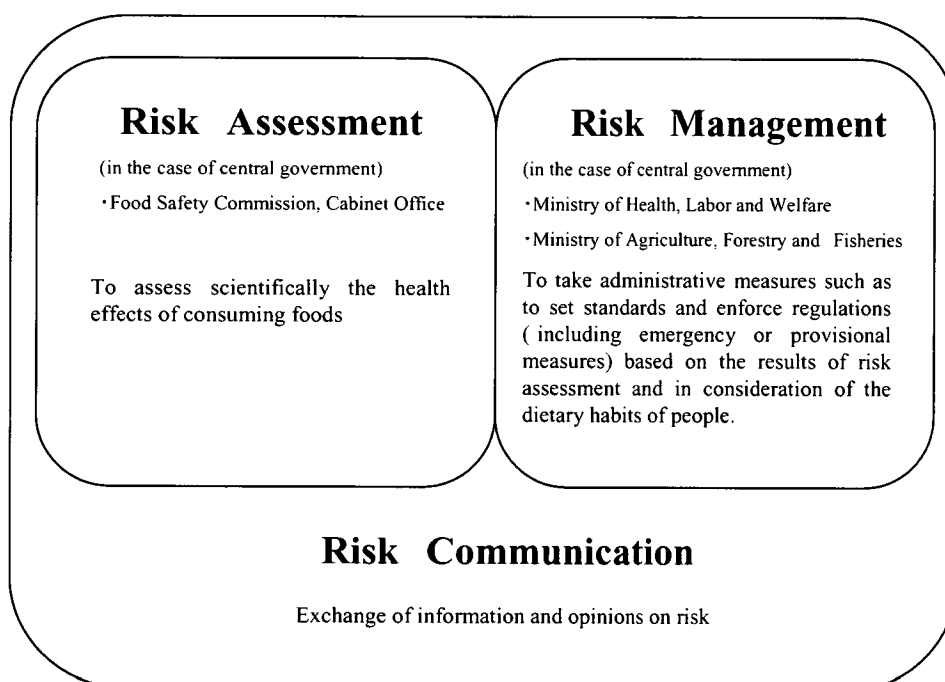 Risk Assessment
(in the case of central government)
・Food Safety Commission, Cabinet Office
To assess scientifically the health
effects of consuming foods
Risk Management
(in the case of central government)
・Ministry of Health, Labor and Welfare
・Ministry of Agriculture, Forestry and Fisheries
To take administrative measures such as
to set standards and enforce regulations
( including emergency or provisional
measures) based on the results of risk
assessment and in consideration of the
dietary habits of people.
Risk Communication
Exchange of information and opinions on risk